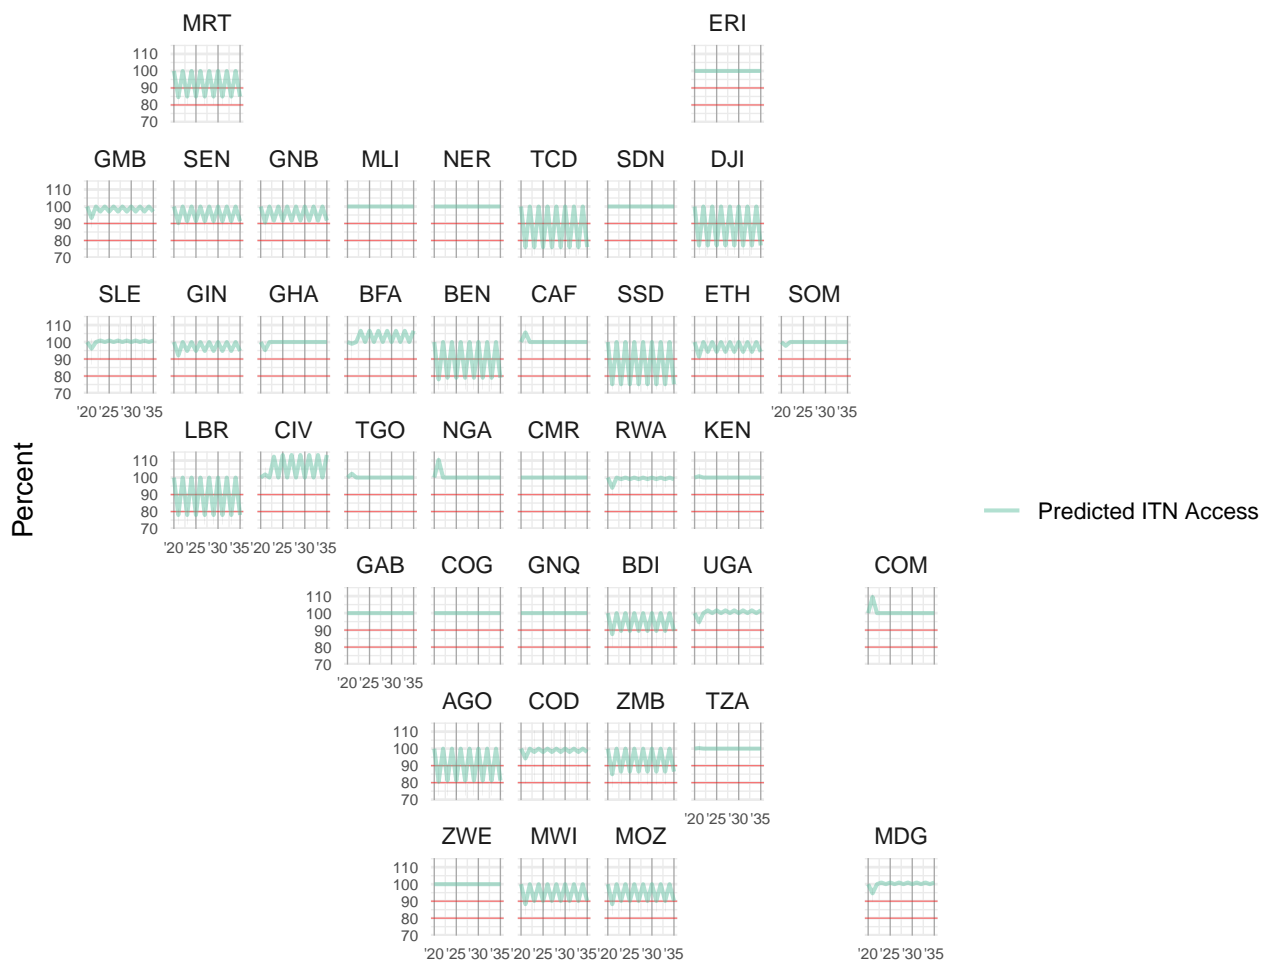 MRT ERI
110
100
90
80
70
GMB SEN GNB MLI NER TCD SDN DJI
110
100
90
80
70
SLE GIN GHA BFA BEN CAF SSD ETH SOM
110
100
90
80
70
'20 '25 '30 '35 '20 '25 '30 '35
LBR CIV TGO NGA CMR RWA KEN
110
100
90
80
70
'20 '25 '30 '35 '20 '25 '30 '35
Percent
Predicted ITN Access
GAB COG GNQ BDI UGA COM
110
100
90
80
70
'20 '25 '30 '35
AGO COD ZMB TZA
110
100
90
80
70
'20 '25 '30 '35
ZWE MWI MOZ MDG
110
100
90
80
70
'20 '25 '30 '35 '20 '25 '30 '35 '20 '25 '30 '35 '20 '25 '30 '35